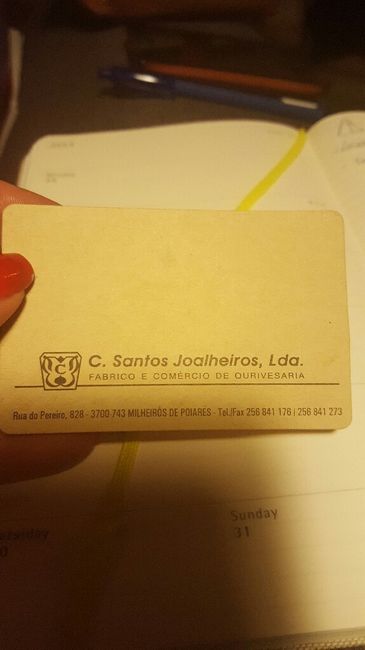 C
C. Santos Joalheiros, Lda.
FABRICO E COMÉRCIO DE OURIVESARIA
Rua do Pereiro, 828 - 3700-743 MILHEIRÓS DE POIARES - Tel./Fax 256 841 176 / 256 841 273
Sunday
31